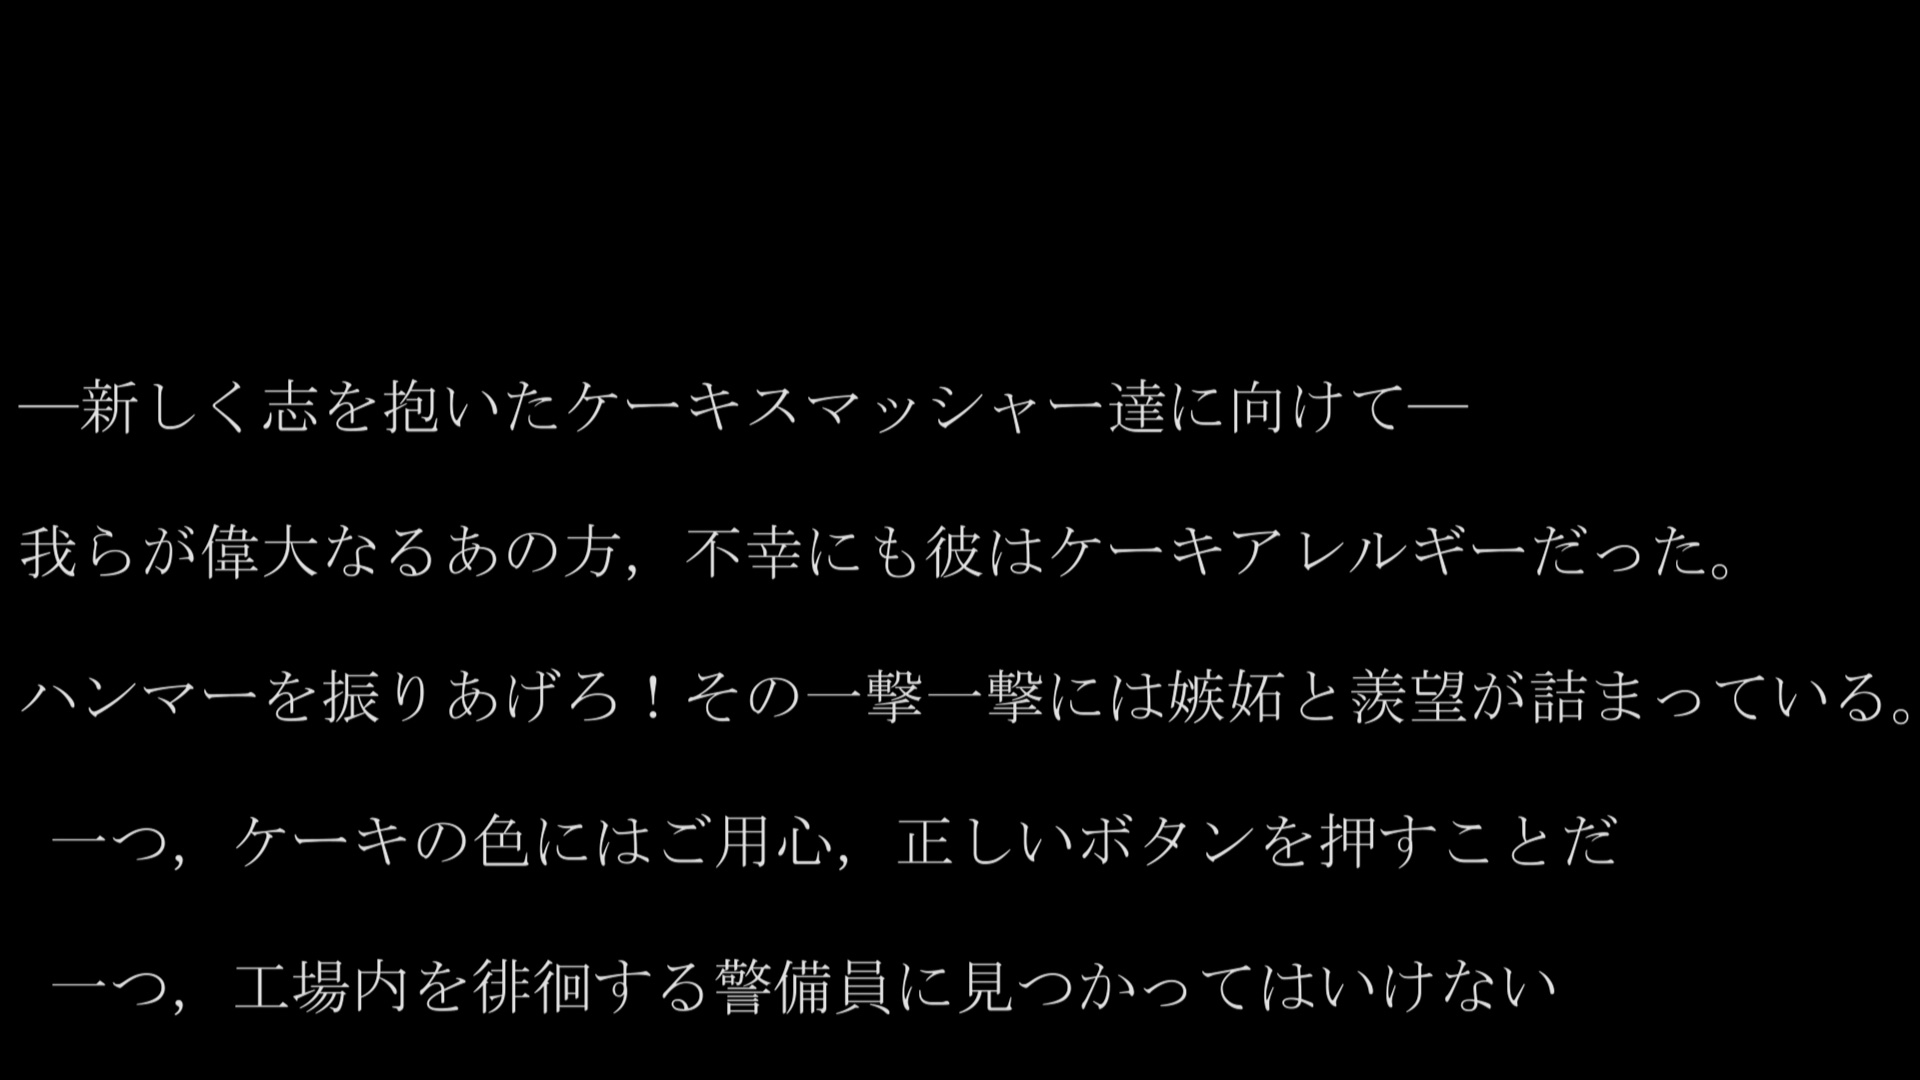 ―新しく志を抱いたケーキスマッシャー達に向けて―
我らが偉大なるあの方，不幸にも彼はケーキアレルギーだった。
ハンマーを振りあげろ！その一撃一撃には嫉妬と羨望が詰まっている。
一つ，ケーキの色にはご用心，正しいボタンを押すことだ
一つ，工場内を徘徊する警備員に見つかってはいけない